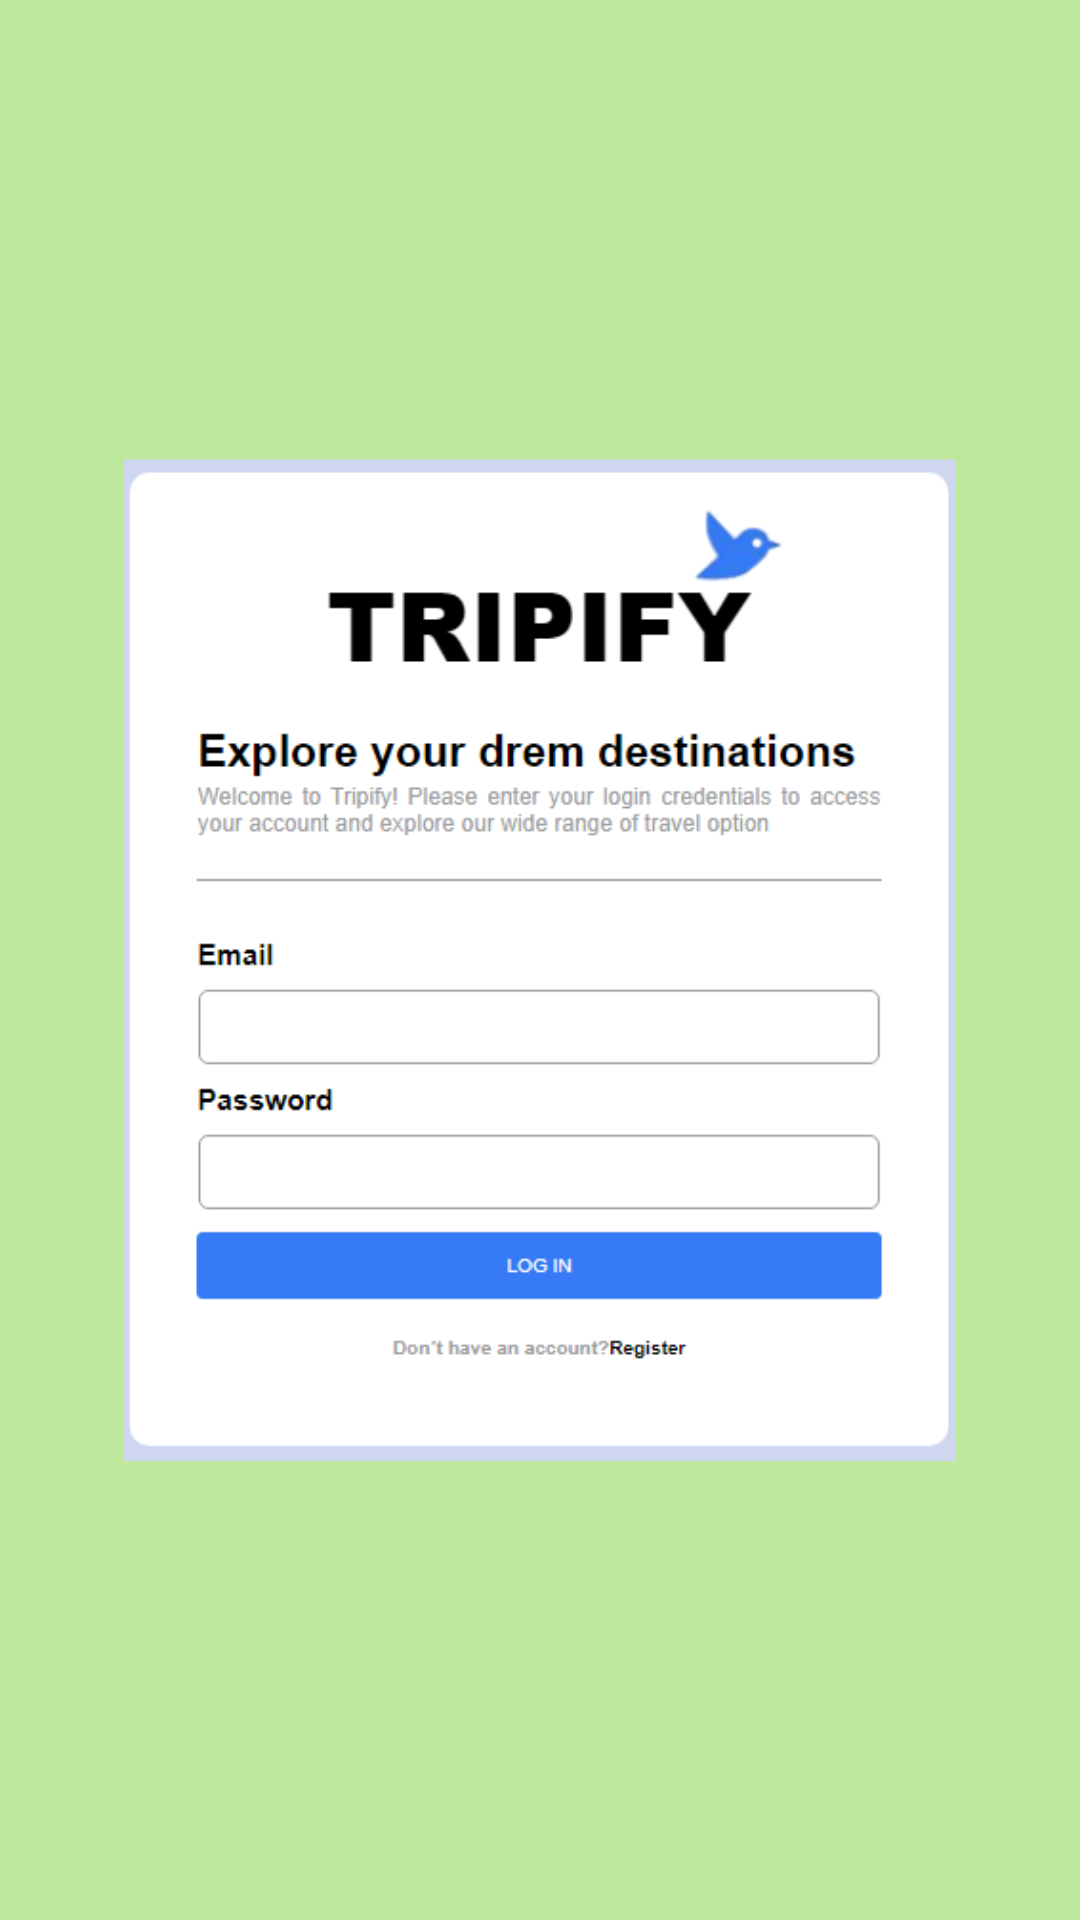 TRIPIFY
Explore your drem destinations
Welcome to Tripify! Please enter your login credentials to access
your account and explore our wide range of travel option
Email
Password
LOG IN
Don't have an account?Register